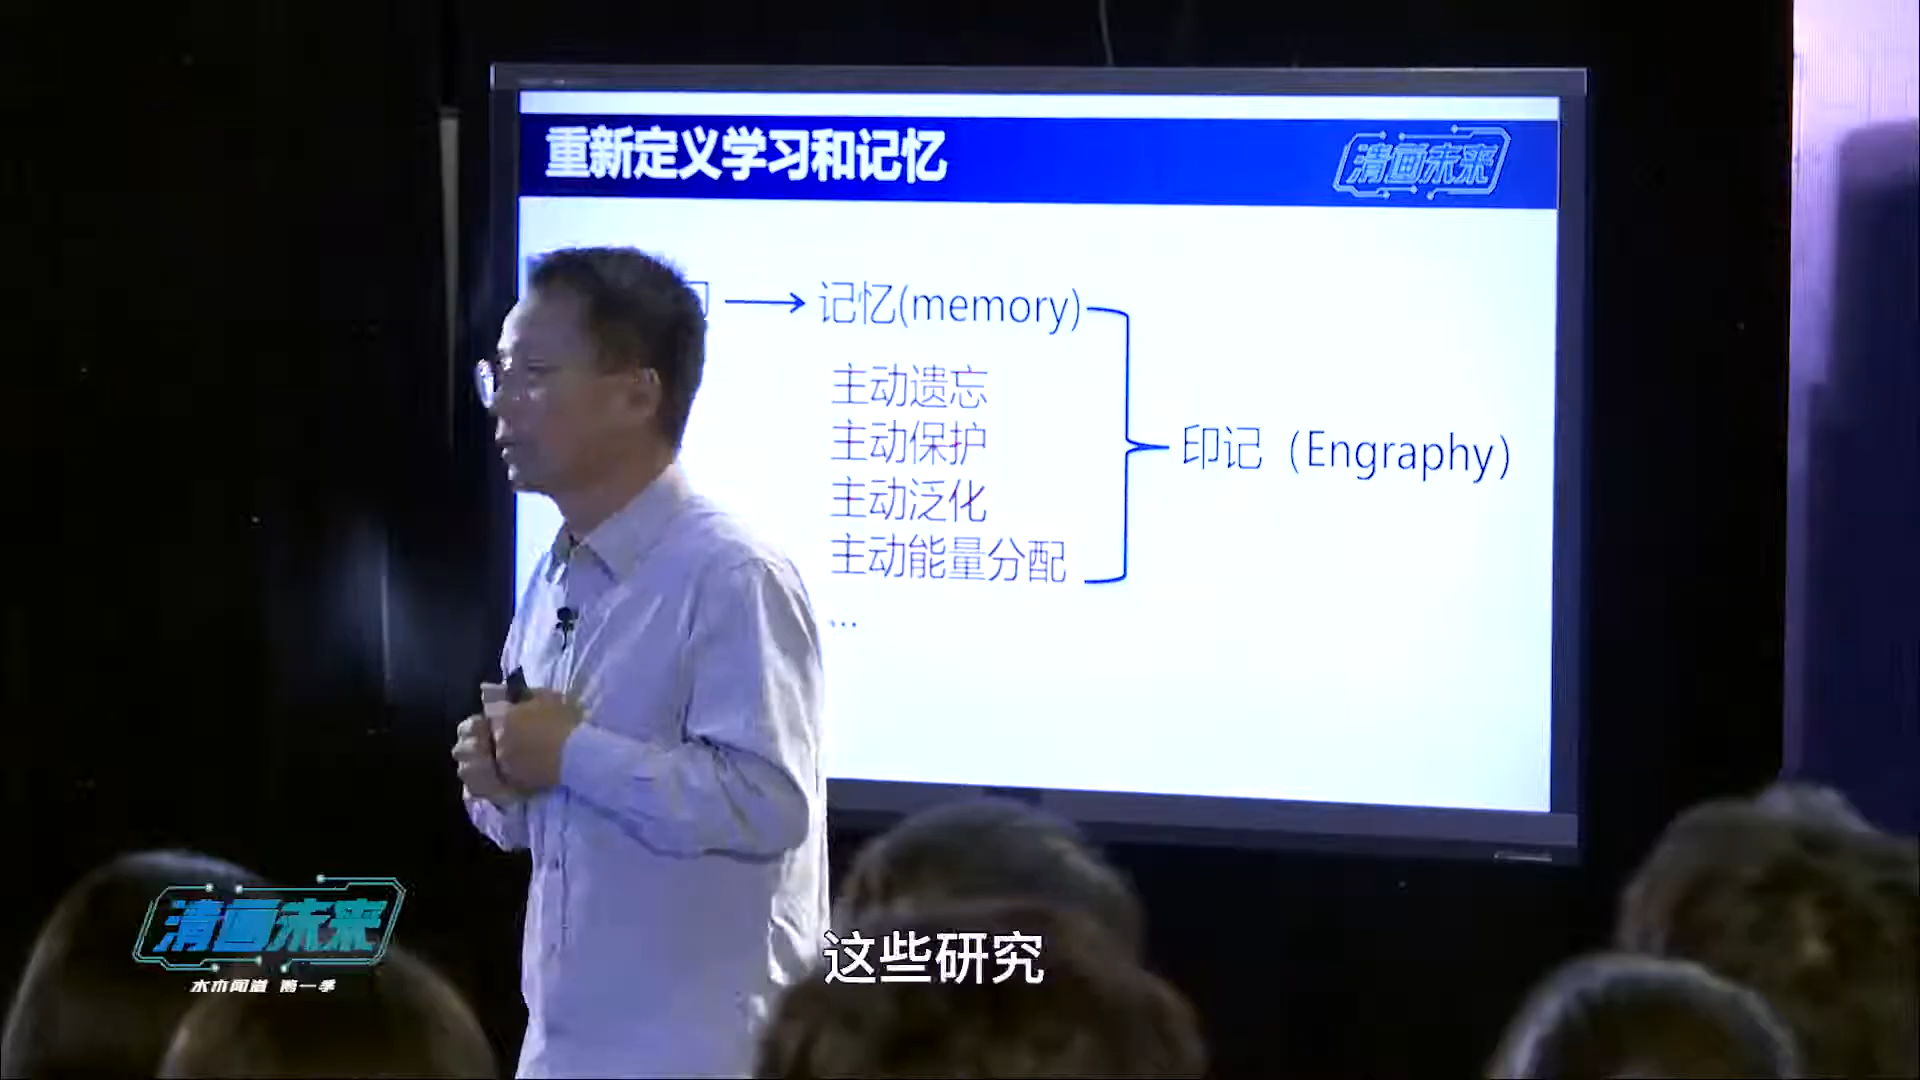 重新定义学习和记忆
清画未来
记忆(memory)
主动遗忘
主动保护
主动泛化
主动能量分配
...
印记（Engraphy）
清画未来
水木闻道 第一季
这些研究